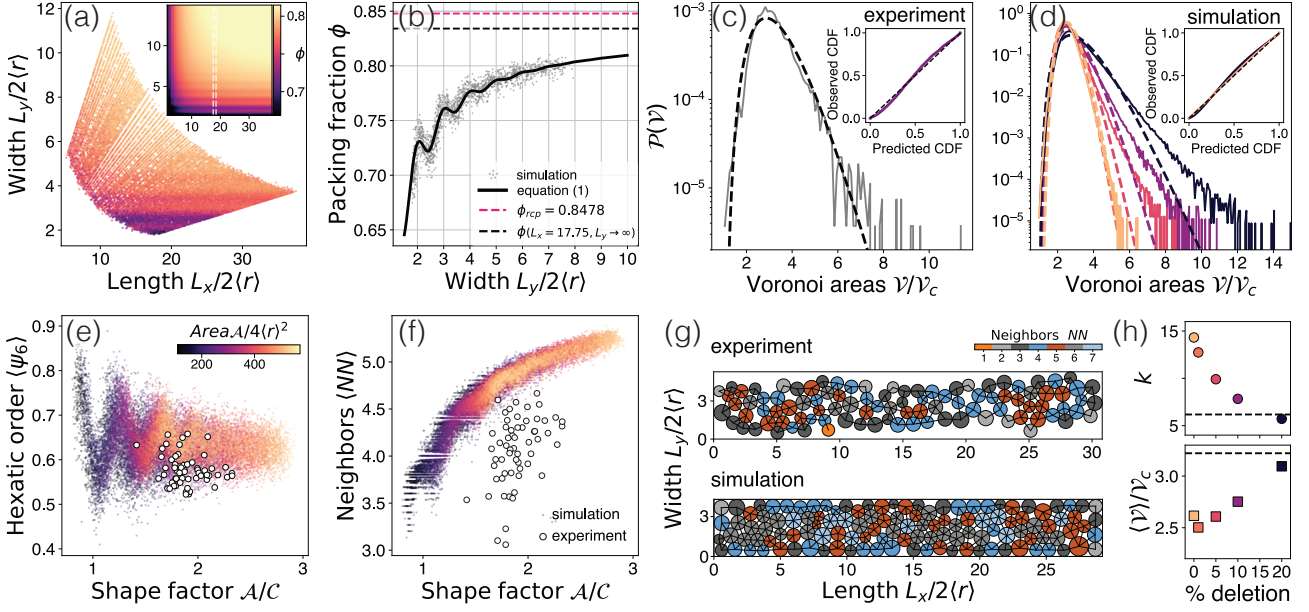 (a)
12
10
8
6
4
2
10
20
30
Width L_y/2⟨r⟩
Length L_x/2⟨r⟩
10
5
10
20
30
0.8
ϕ
0.7
(b)
0.85
0.80
0.75
0.70
0.65
2 3 4 5 6 7 8 9 10
Packing fraction ϕ
Width L_y/2⟨r⟩
simulation
equation (1)
ϕ_rcp = 0.8478
ϕ(L_x = 17.75, L_y → ∞)
(c)
experiment
10⁻³
10⁻⁴
10⁻⁵
P(V)
2 4 6 8 10
Voronoi areas V/V_c
Observed CDF
1.0
0.5
0.0
0.0 0.5 1.0
Predicted CDF
(d)
simulation
10⁰
10⁻¹
10⁻²
10⁻³
10⁻⁴
10⁻⁵
2 4 6 8 10 12 14
Voronoi areas V/V_c
Observed CDF
1.0
0.5
0.0
0.0 0.5 1.0
Predicted CDF
(e)
Area A/4⟨r⟩²
200 400
0.9
0.8
0.7
0.6
0.5
0.4
1 2 3
Hexatic order ⟨ψ₆⟩
Shape factor A/C
(f)
5.0
4.5
4.0
3.5
3.0
1 2 3
Neighbors ⟨NN⟩
Shape factor A/C
simulation
experiment
(g)
Neighbors NN
1 2 3 4 5 6 7
experiment
3
0
0 5 10 15 20 25 30
simulation
3
0
0 5 10 15 20 25
Width L_y/2⟨r⟩
Length L_x/2⟨r⟩
(h)
15
5
k
3.0
2.5
⟨V⟩/V_c
0 5 10 15 20
% deletion